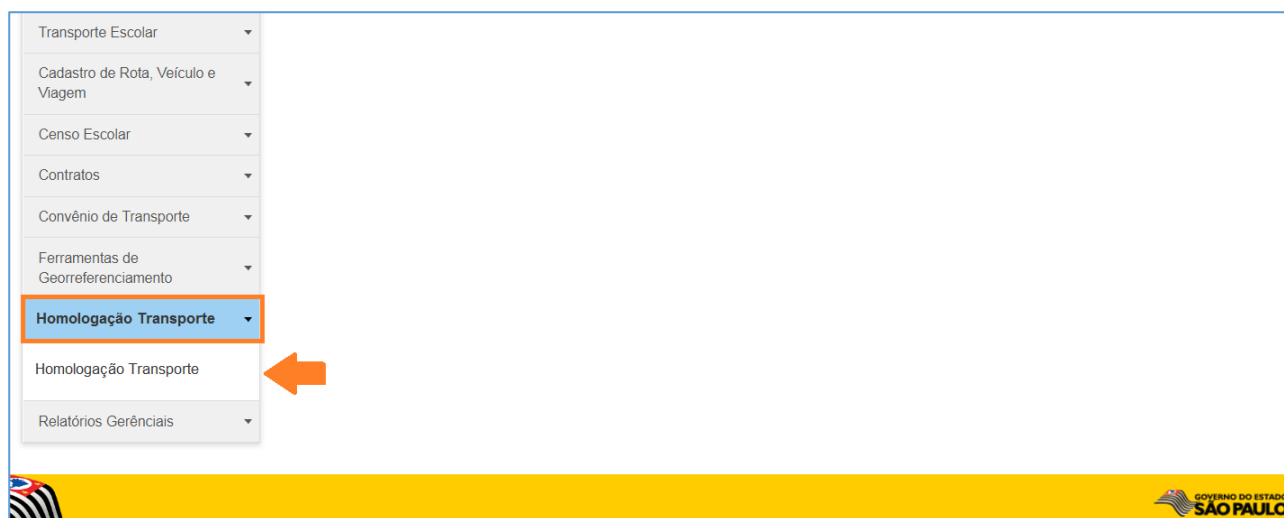 Transporte Escolar
Cadastro de Rota, Veículo e
Viagem
Censo Escolar
Contratos
Convênio de Transporte
Ferramentas de
Georreferenciamento
Homologação Transporte
Homologação Transporte
Relatórios Gerênciais
GOVERNO DO ESTADO
SÃO PAULO